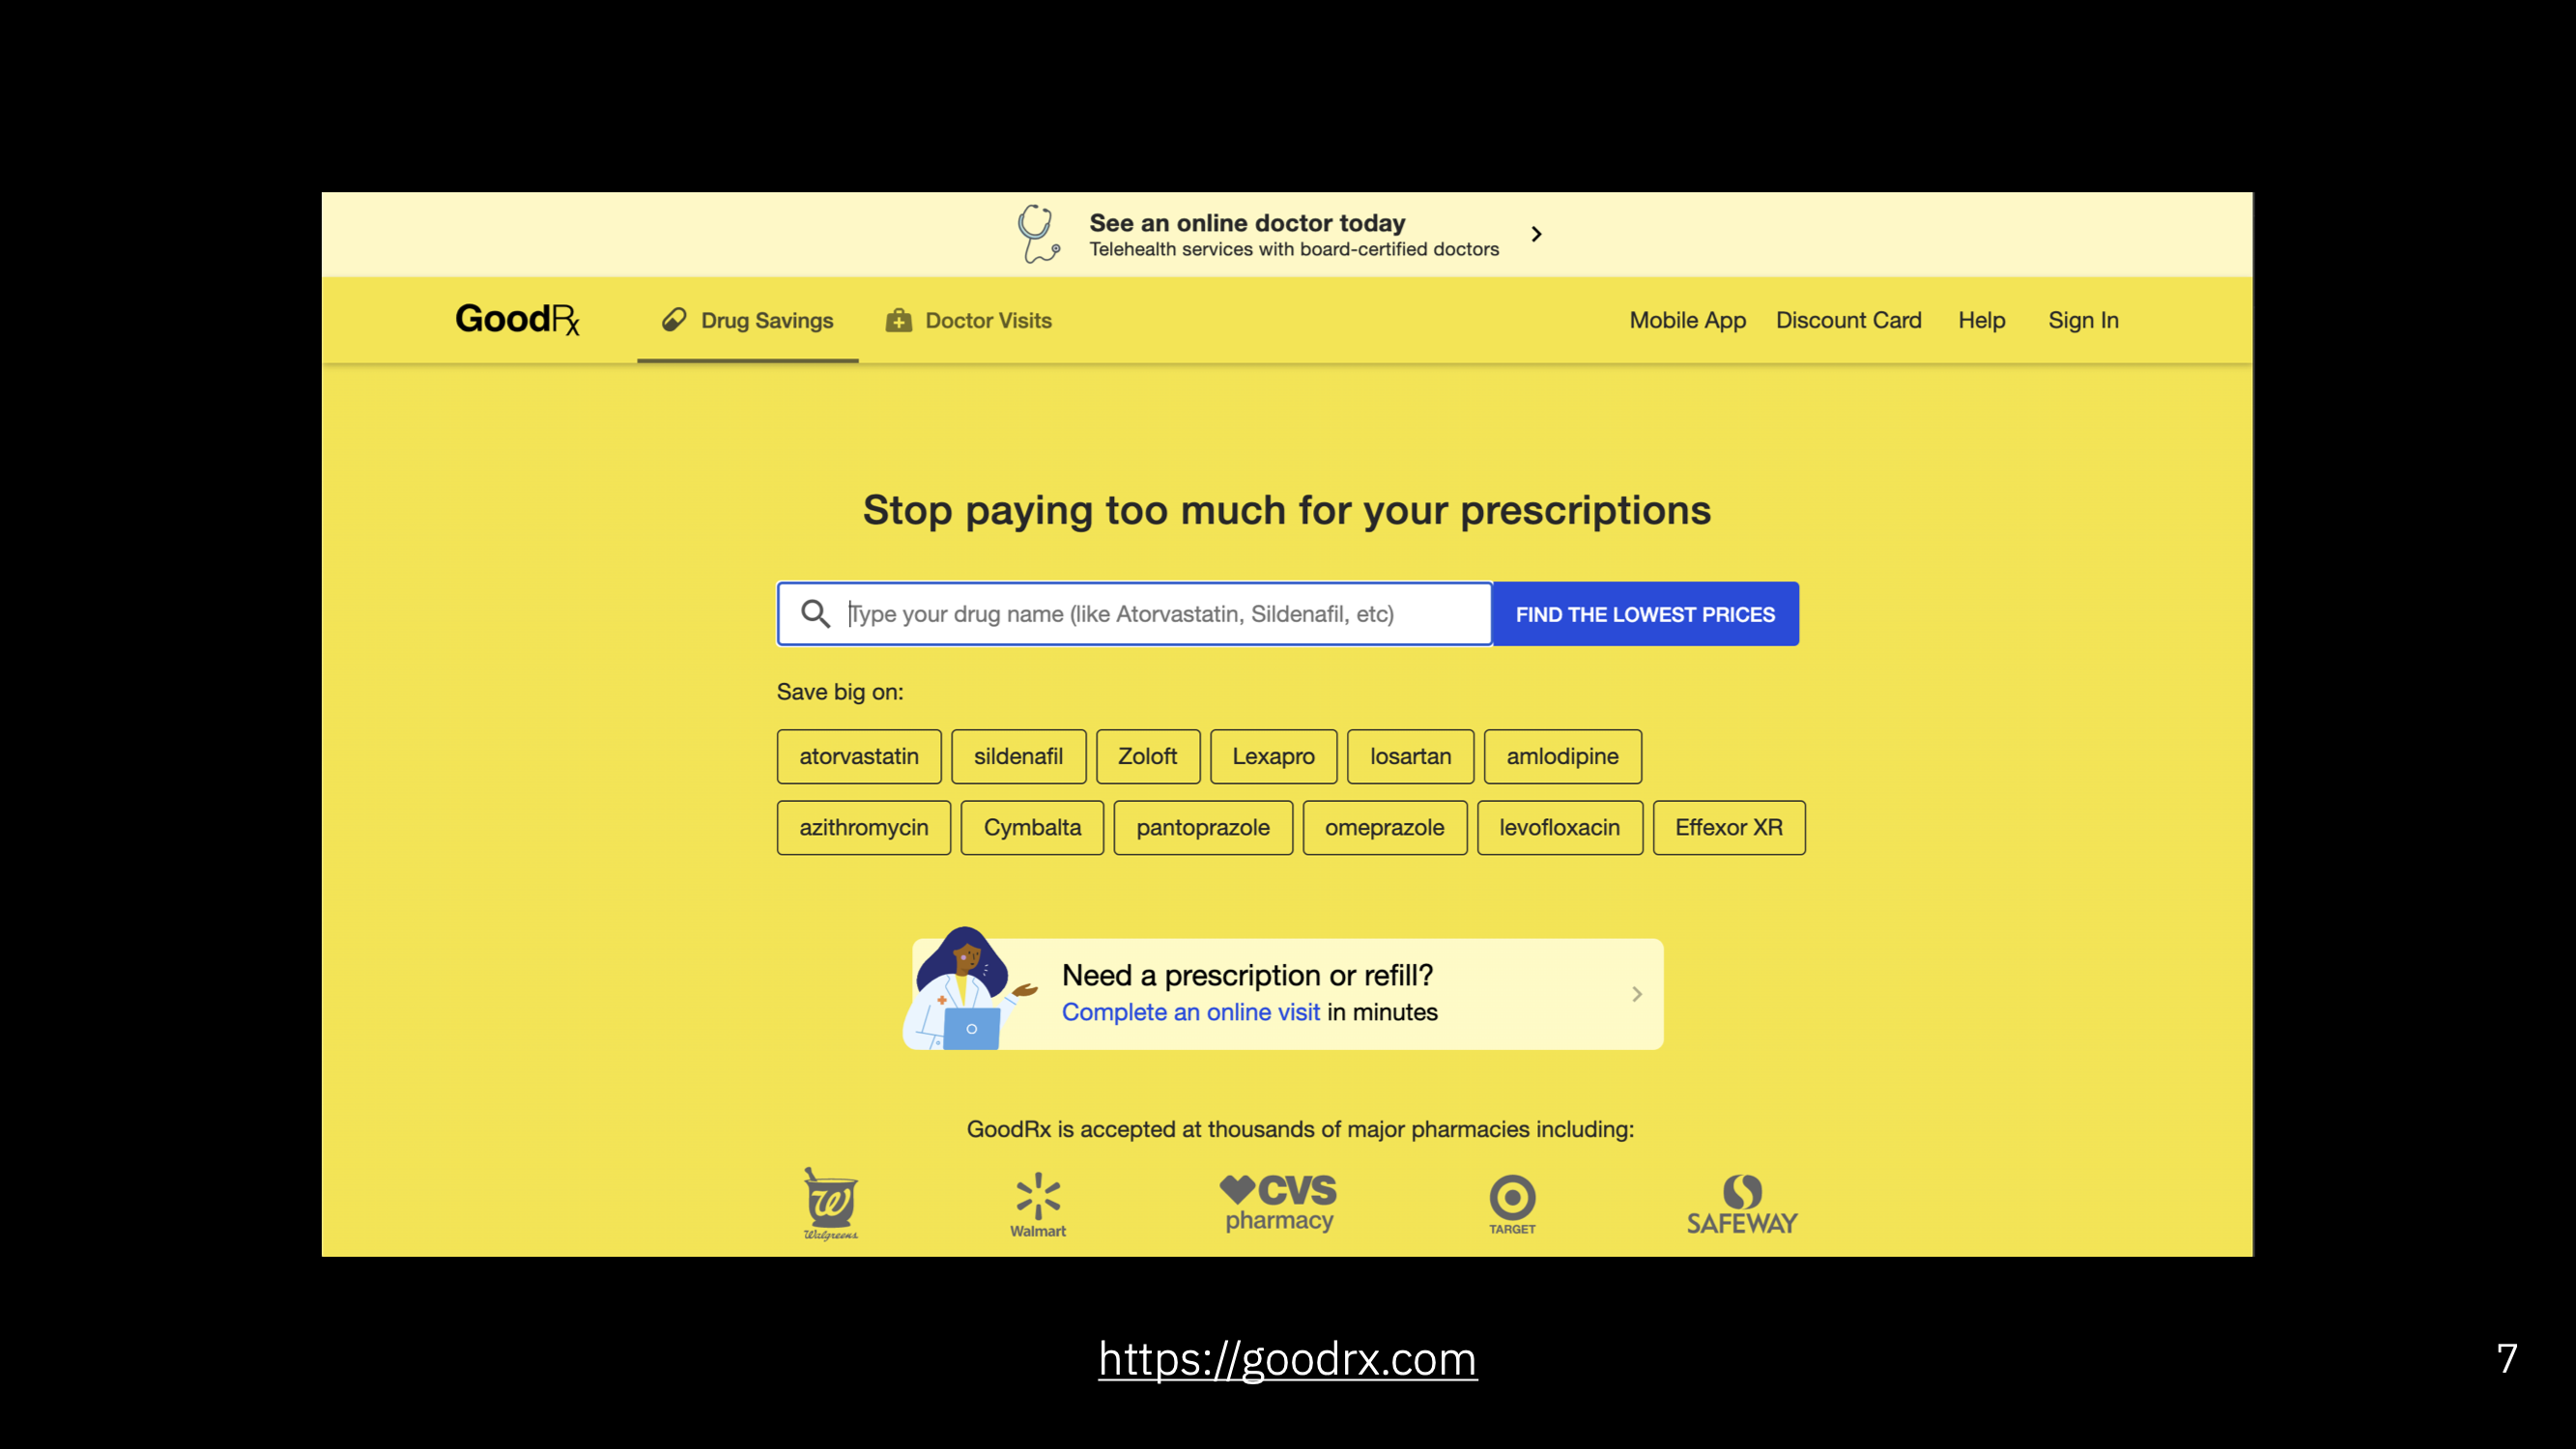 See an online doctor today
Telehealth services with board-certified doctors
GoodRx Drug Savings Doctor Visits Mobile App Discount Card Help Sign In
Stop paying too much for your prescriptions
Type your drug name (like Atorvastatin, Sildenafil, etc) FIND THE LOWEST PRICES
Save big on:
atorvastatin sildenafil Zoloft Lexapro losartan amlodipine
azithromycin Cymbalta pantoprazole omeprazole levofloxacin Effexor XR
Need a prescription or refill?
Complete an online visit in minutes
GoodRx is accepted at thousands of major pharmacies including:
W
Walgreens Walmart CVS pharmacy TARGET SAFEWAY
https://goodrx.com
7